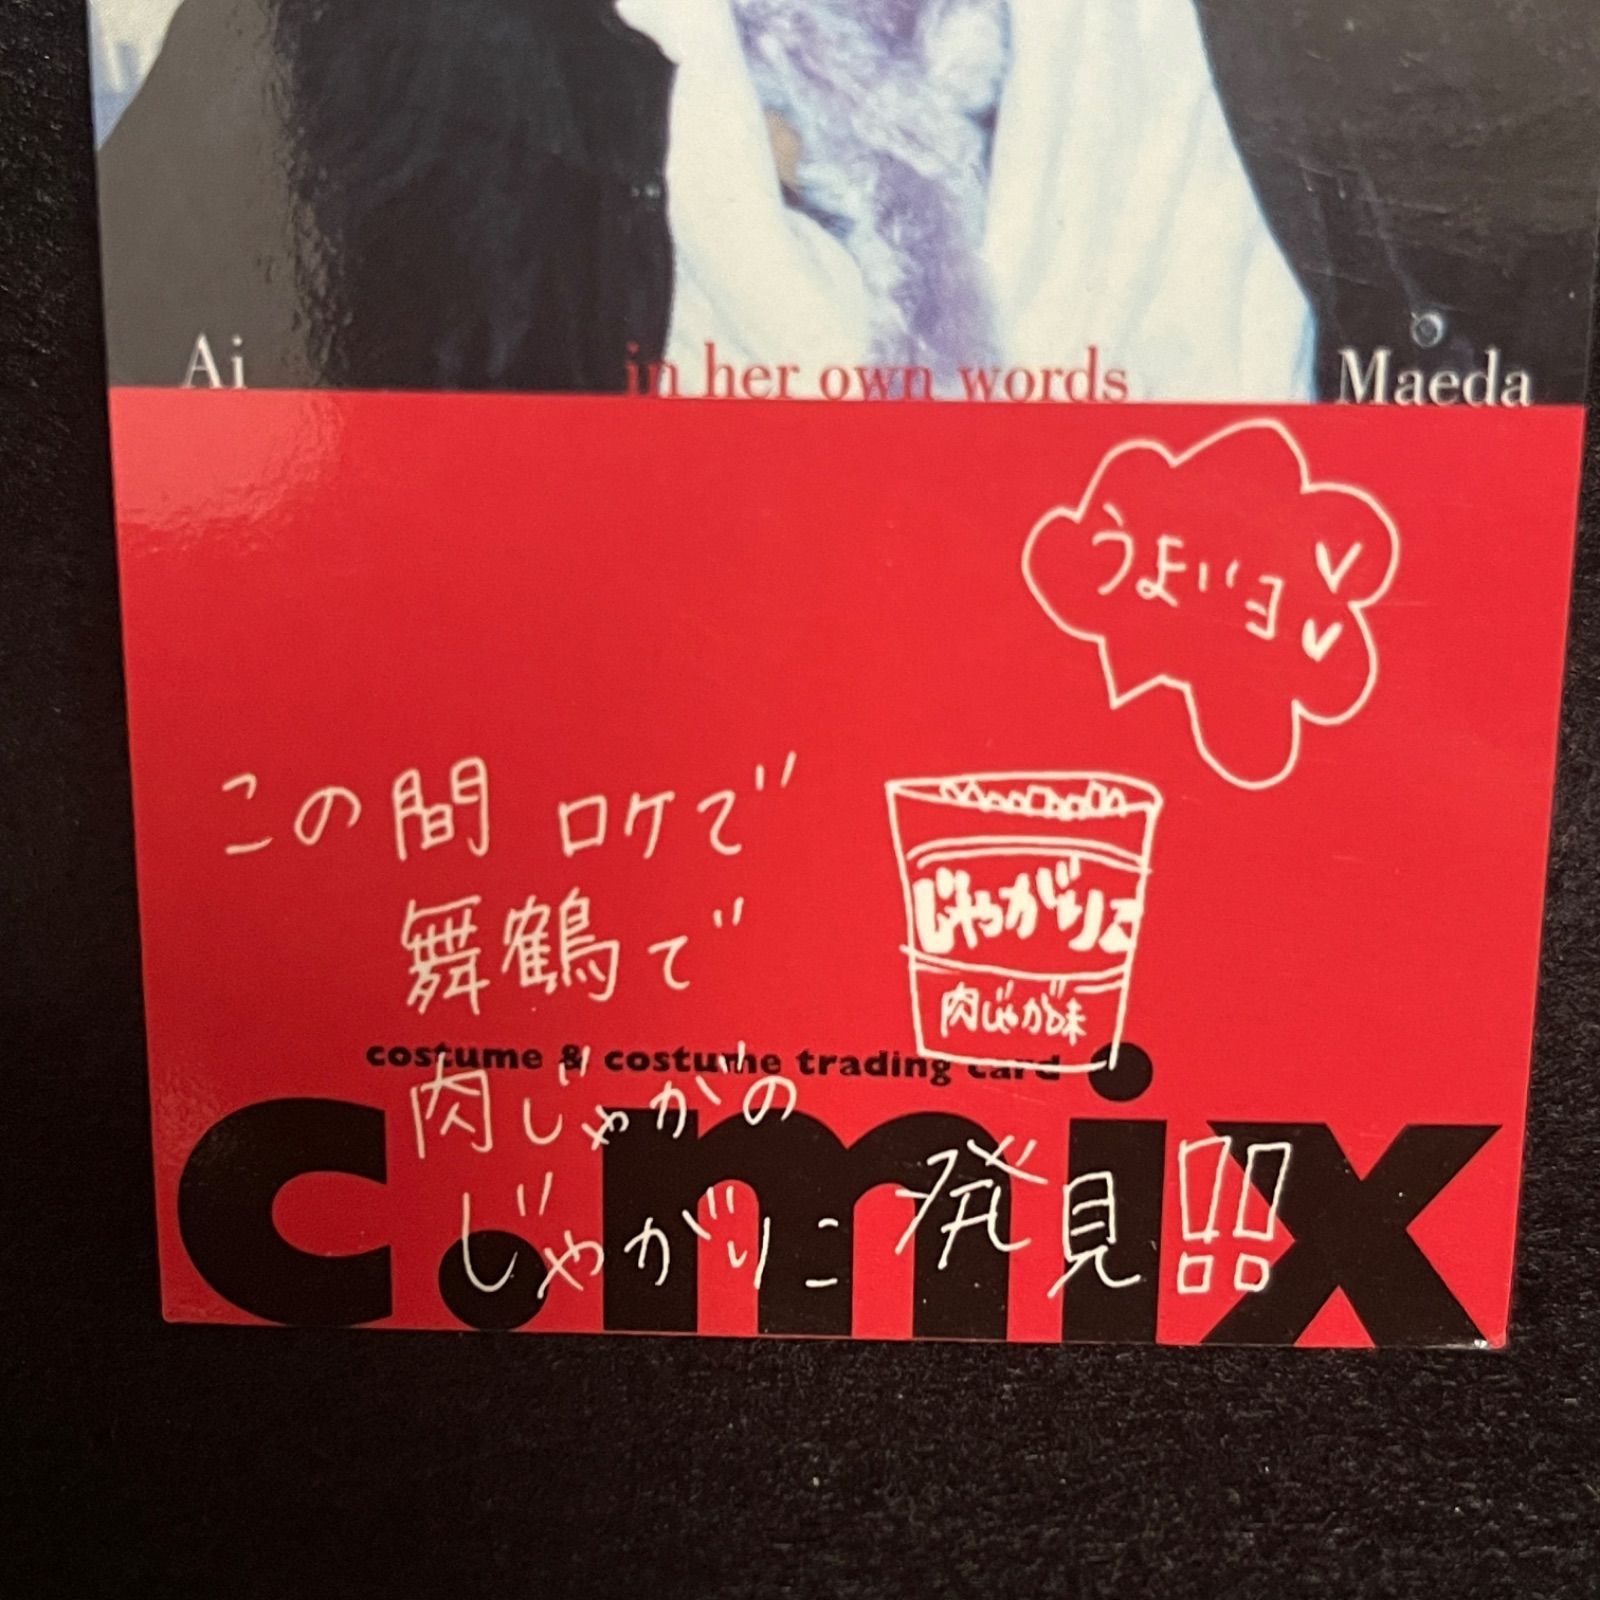 Ai in her own words Maeda
うよいヨ
この間 ロケで
舞鶴で
肉じゃがの
じゃがりこ 発見!!
じゃがりこ
肉じゃが味
costume & costume trading card
c.mix